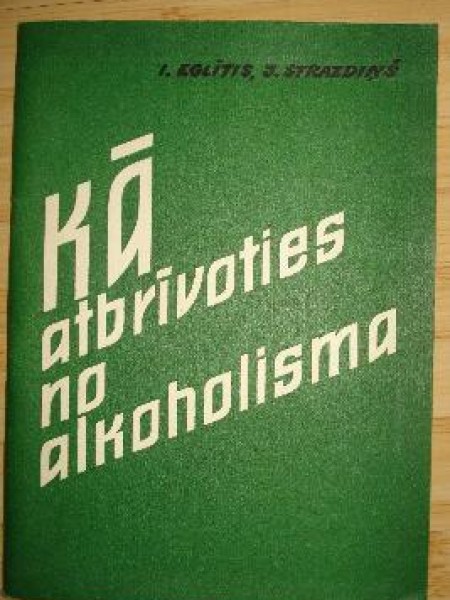 I. EGLĪTIS, J. STRAZDIŅŠ
Kā
atbrīvoties
no
alkoholisma